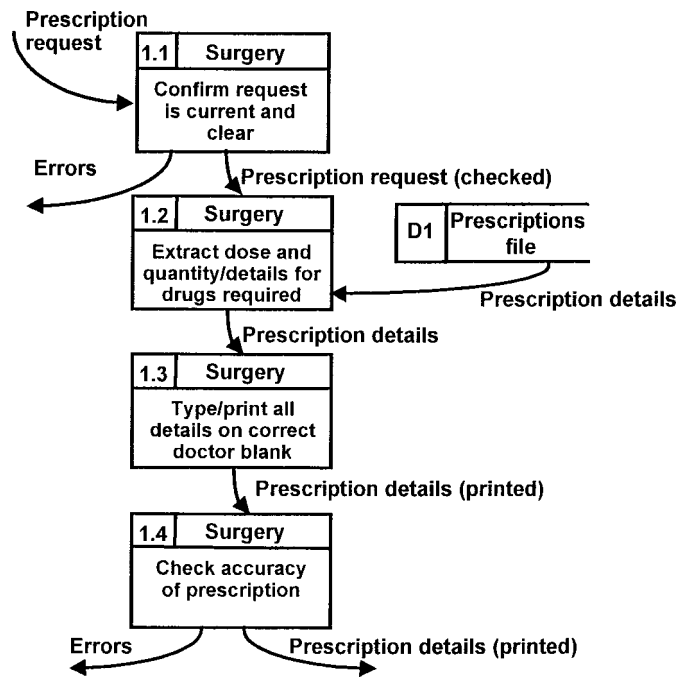 Prescription
request
1.1 Surgery
Confirm request
is current and
clear
Errors
Prescription request (checked)
1.2 Surgery
Extract dose and
quantity/details for
drugs required
D1 Prescriptions
file
Prescription details
Prescription details
1.3 Surgery
Type/print all
details on correct
doctor blank
Prescription details (printed)
1.4 Surgery
Check accuracy
of prescription
Errors
Prescription details (printed)